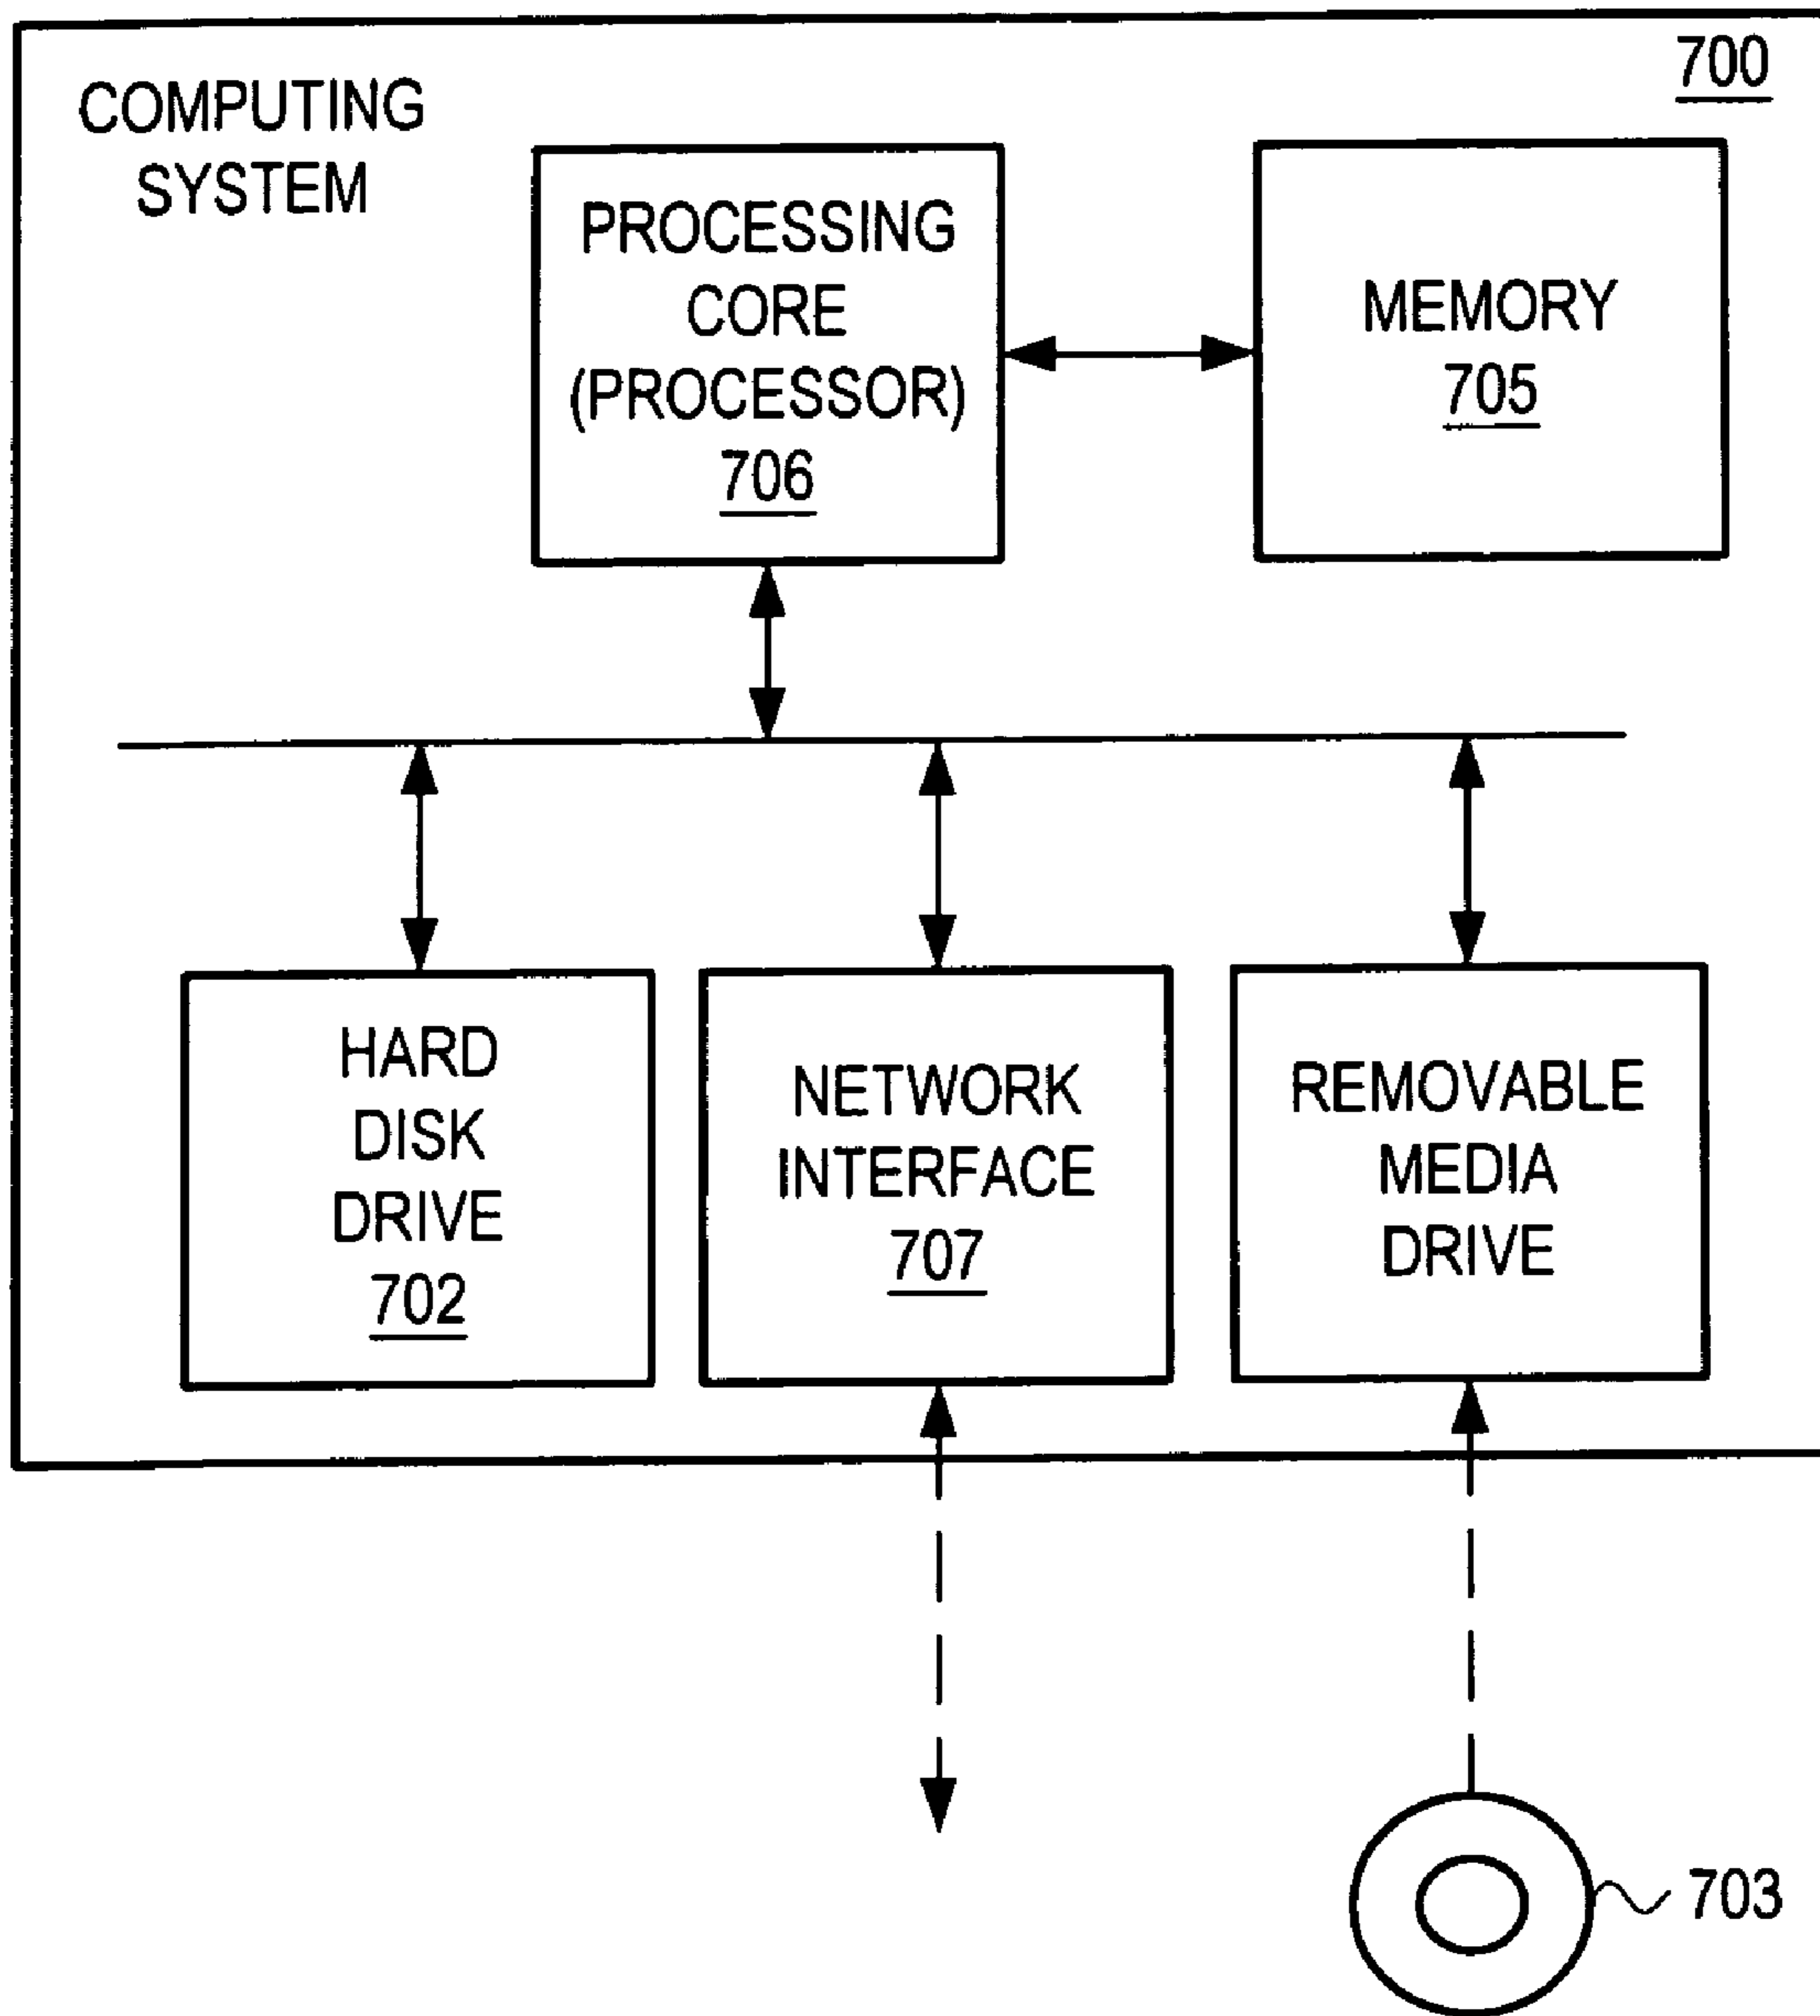 700
COMPUTING
SYSTEM
PROCESSING
CORE
(PROCESSOR)
706
MEMORY
705
HARD
DISK
DRIVE
702
NETWORK
INTERFACE
707
REMOVABLE
MEDIA
DRIVE
703